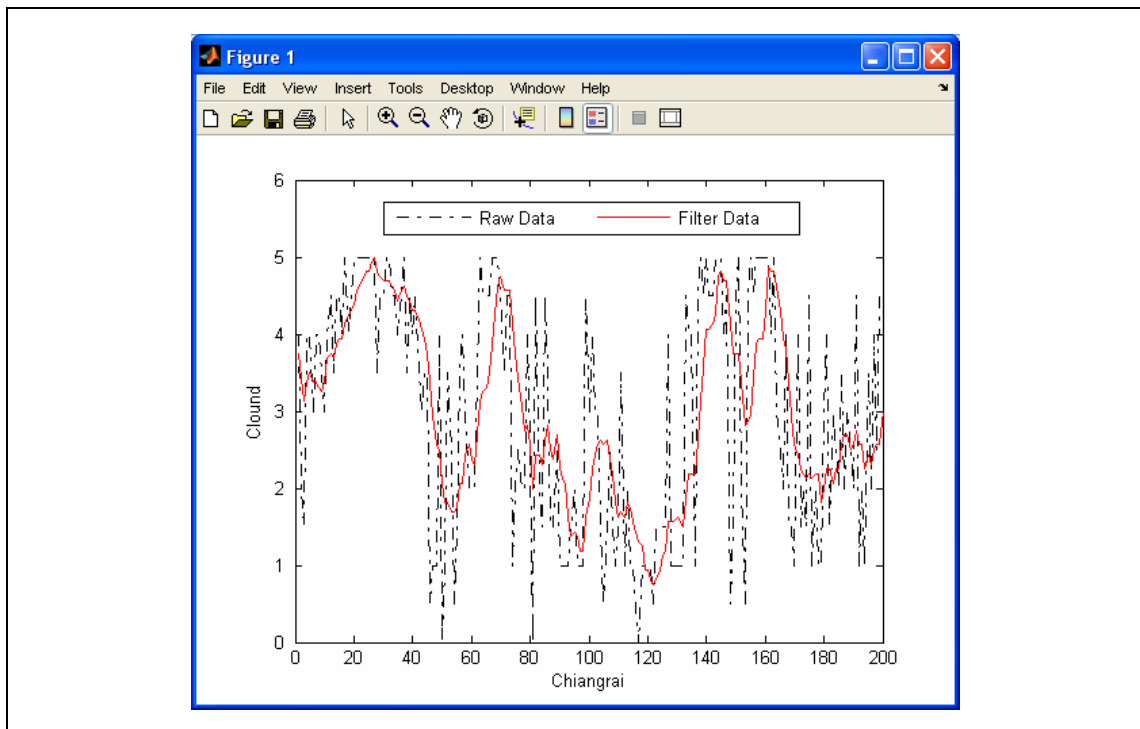 Figure 1
File Edit View Insert Tools Desktop Window Help
6
Raw Data Filter Data
5
4
3
2
1
0
Clound
0 20 40 60 80 100 120 140 160 180 200
Chiangrai